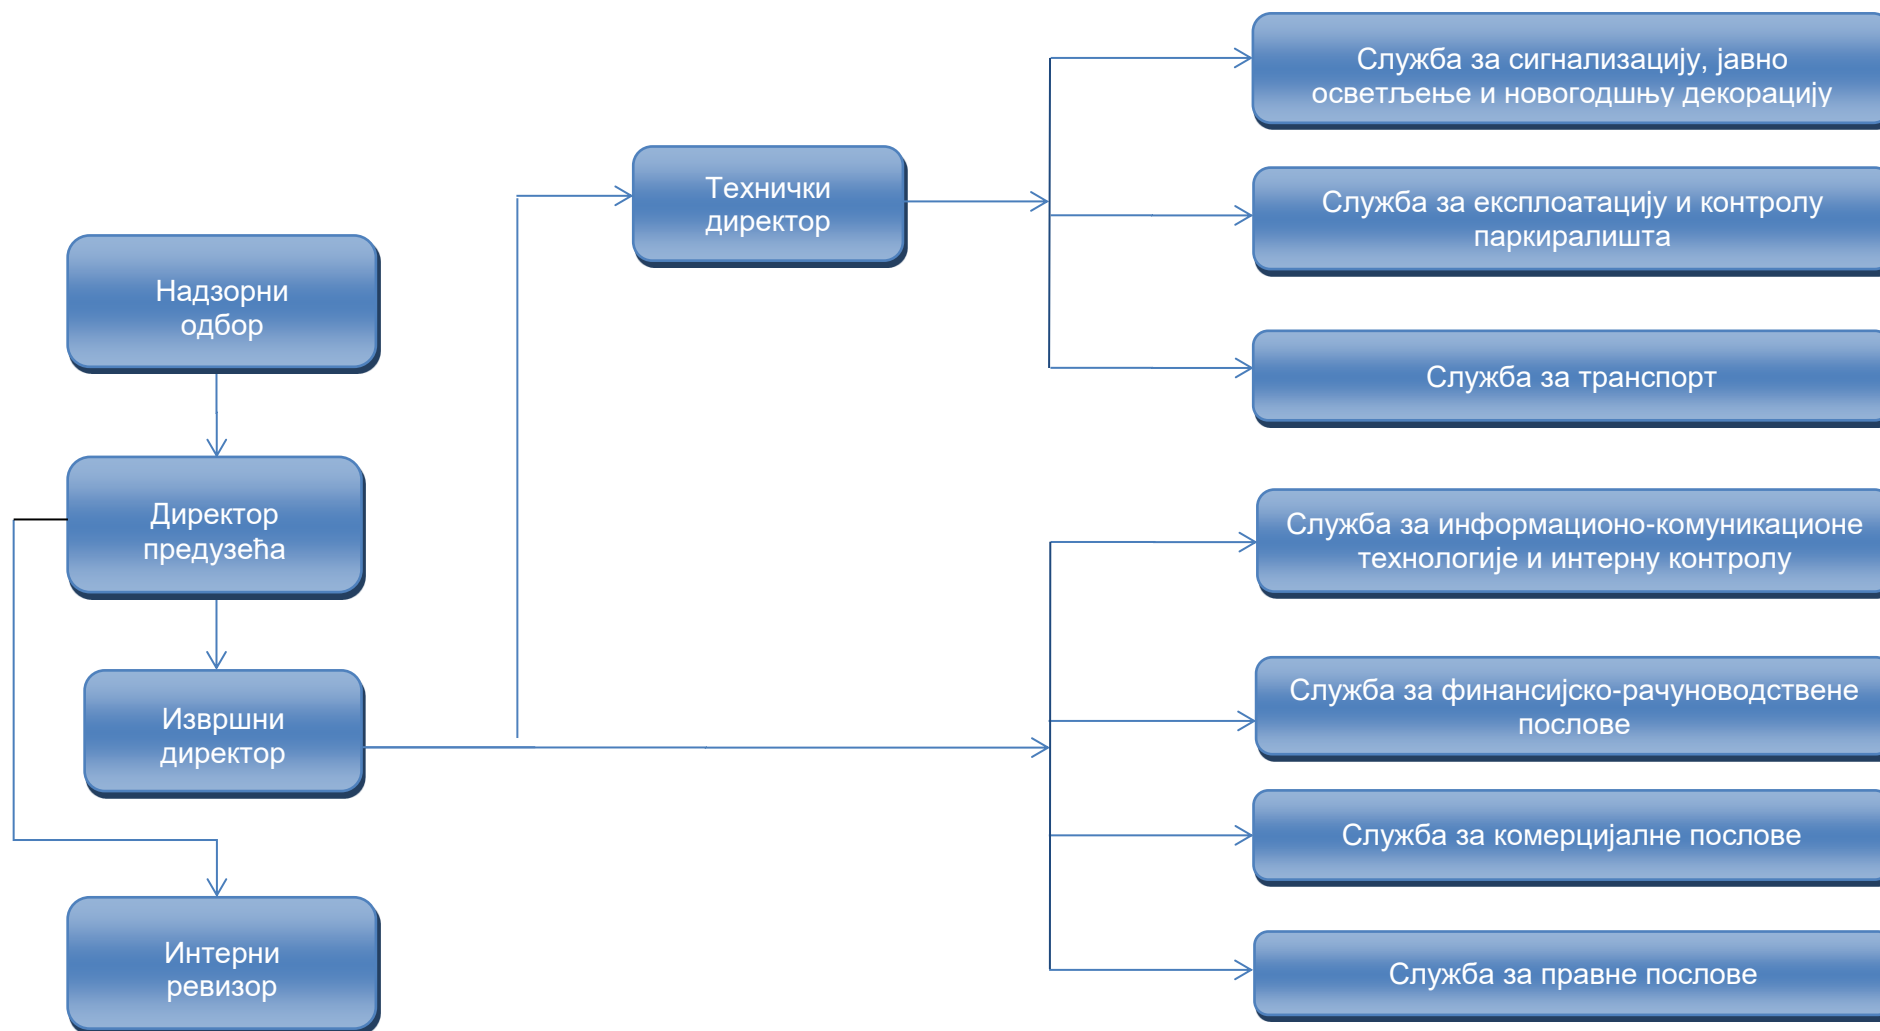 Служба за сигнализацију, јавно
осветљење и новогодшњу декорацију
Технички
директор
Служба за експлоатацију и контролу
паркиралишта
Надзорни
одбор
Служба за транспорт
Директор
предузећа
Служба за информационо-комуникационе
технологије и интерну контролу
Извршни
директор
Служба за финансијско-рачуноводствене
послове
Служба за комерцијалне послове
Интерни
ревизор
Служба за правне послове